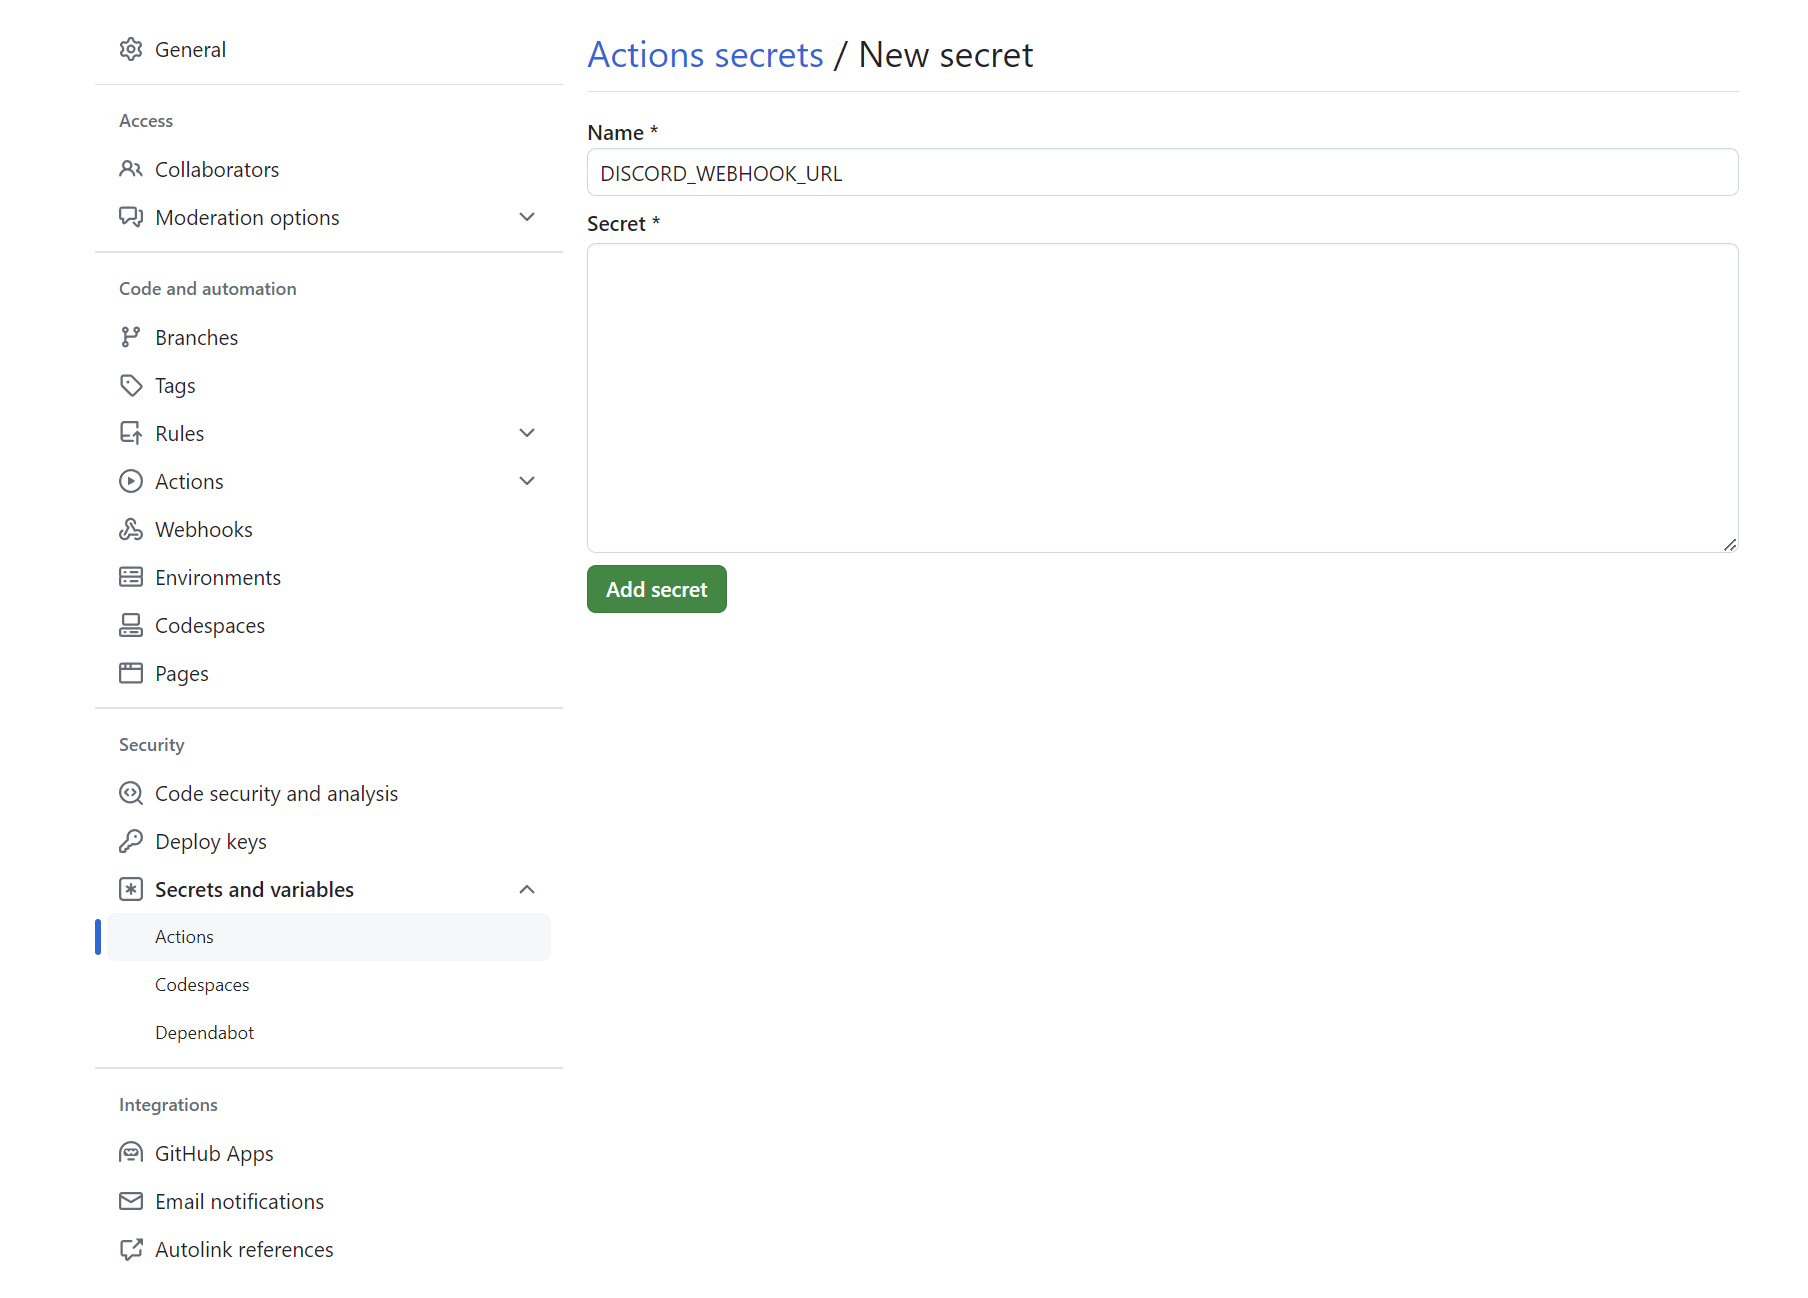 General
Access
Collaborators
Moderation options
Code and automation
Branches
Tags
Rules
Actions
Webhooks
Environments
Codespaces
Pages
Security
Code security and analysis
Deploy keys
Secrets and variables
Actions
Codespaces
Dependabot
Integrations
GitHub Apps
Email notifications
Autolink references
Actions secrets / New secret
Name *
DISCORD_WEBHOOK_URL
Secret *
Add secret